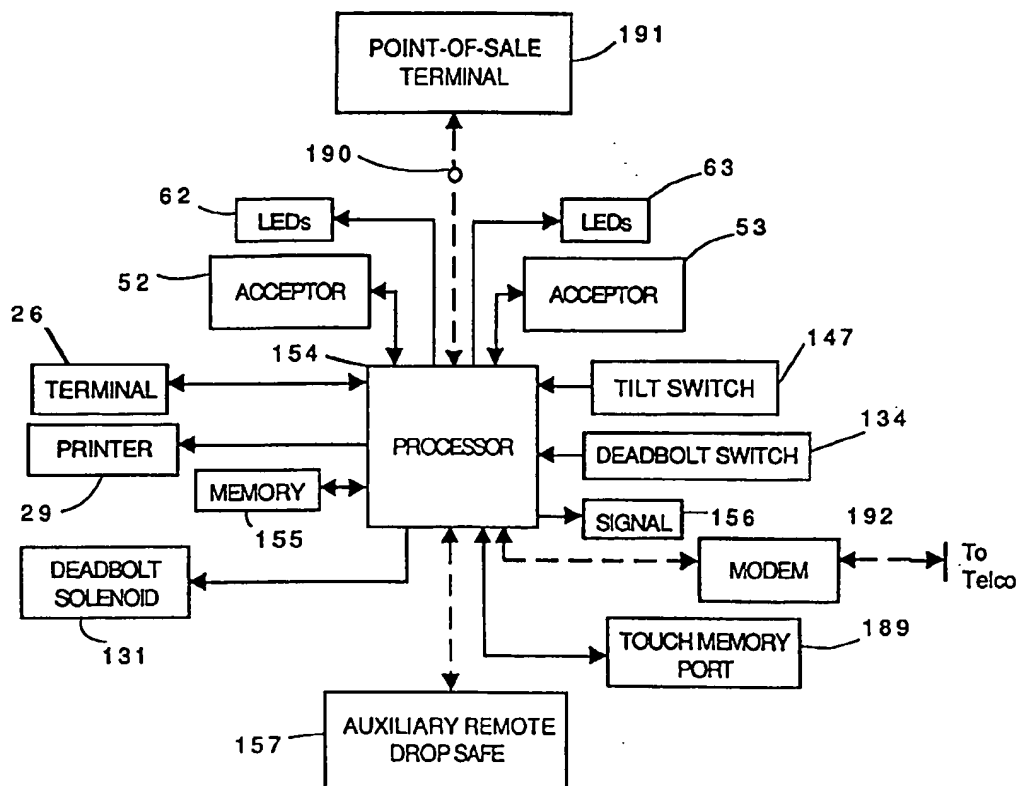 POINT-OF-SALE
TERMINAL
191
190
62
LEDs
63
LEDs
52
ACCEPTOR
53
ACCEPTOR
26
TERMINAL
154
PROCESSOR
147
TILT SWITCH
PRINTER
29
134
DEADBOLT SWITCH
MEMORY
155
SIGNAL
156
192
DEADBOLT
SOLENOID
131
MODEM
To
Telco
TOUCH MEMORY
PORT
189
AUXILIARY REMOTE
DROP SAFE
157